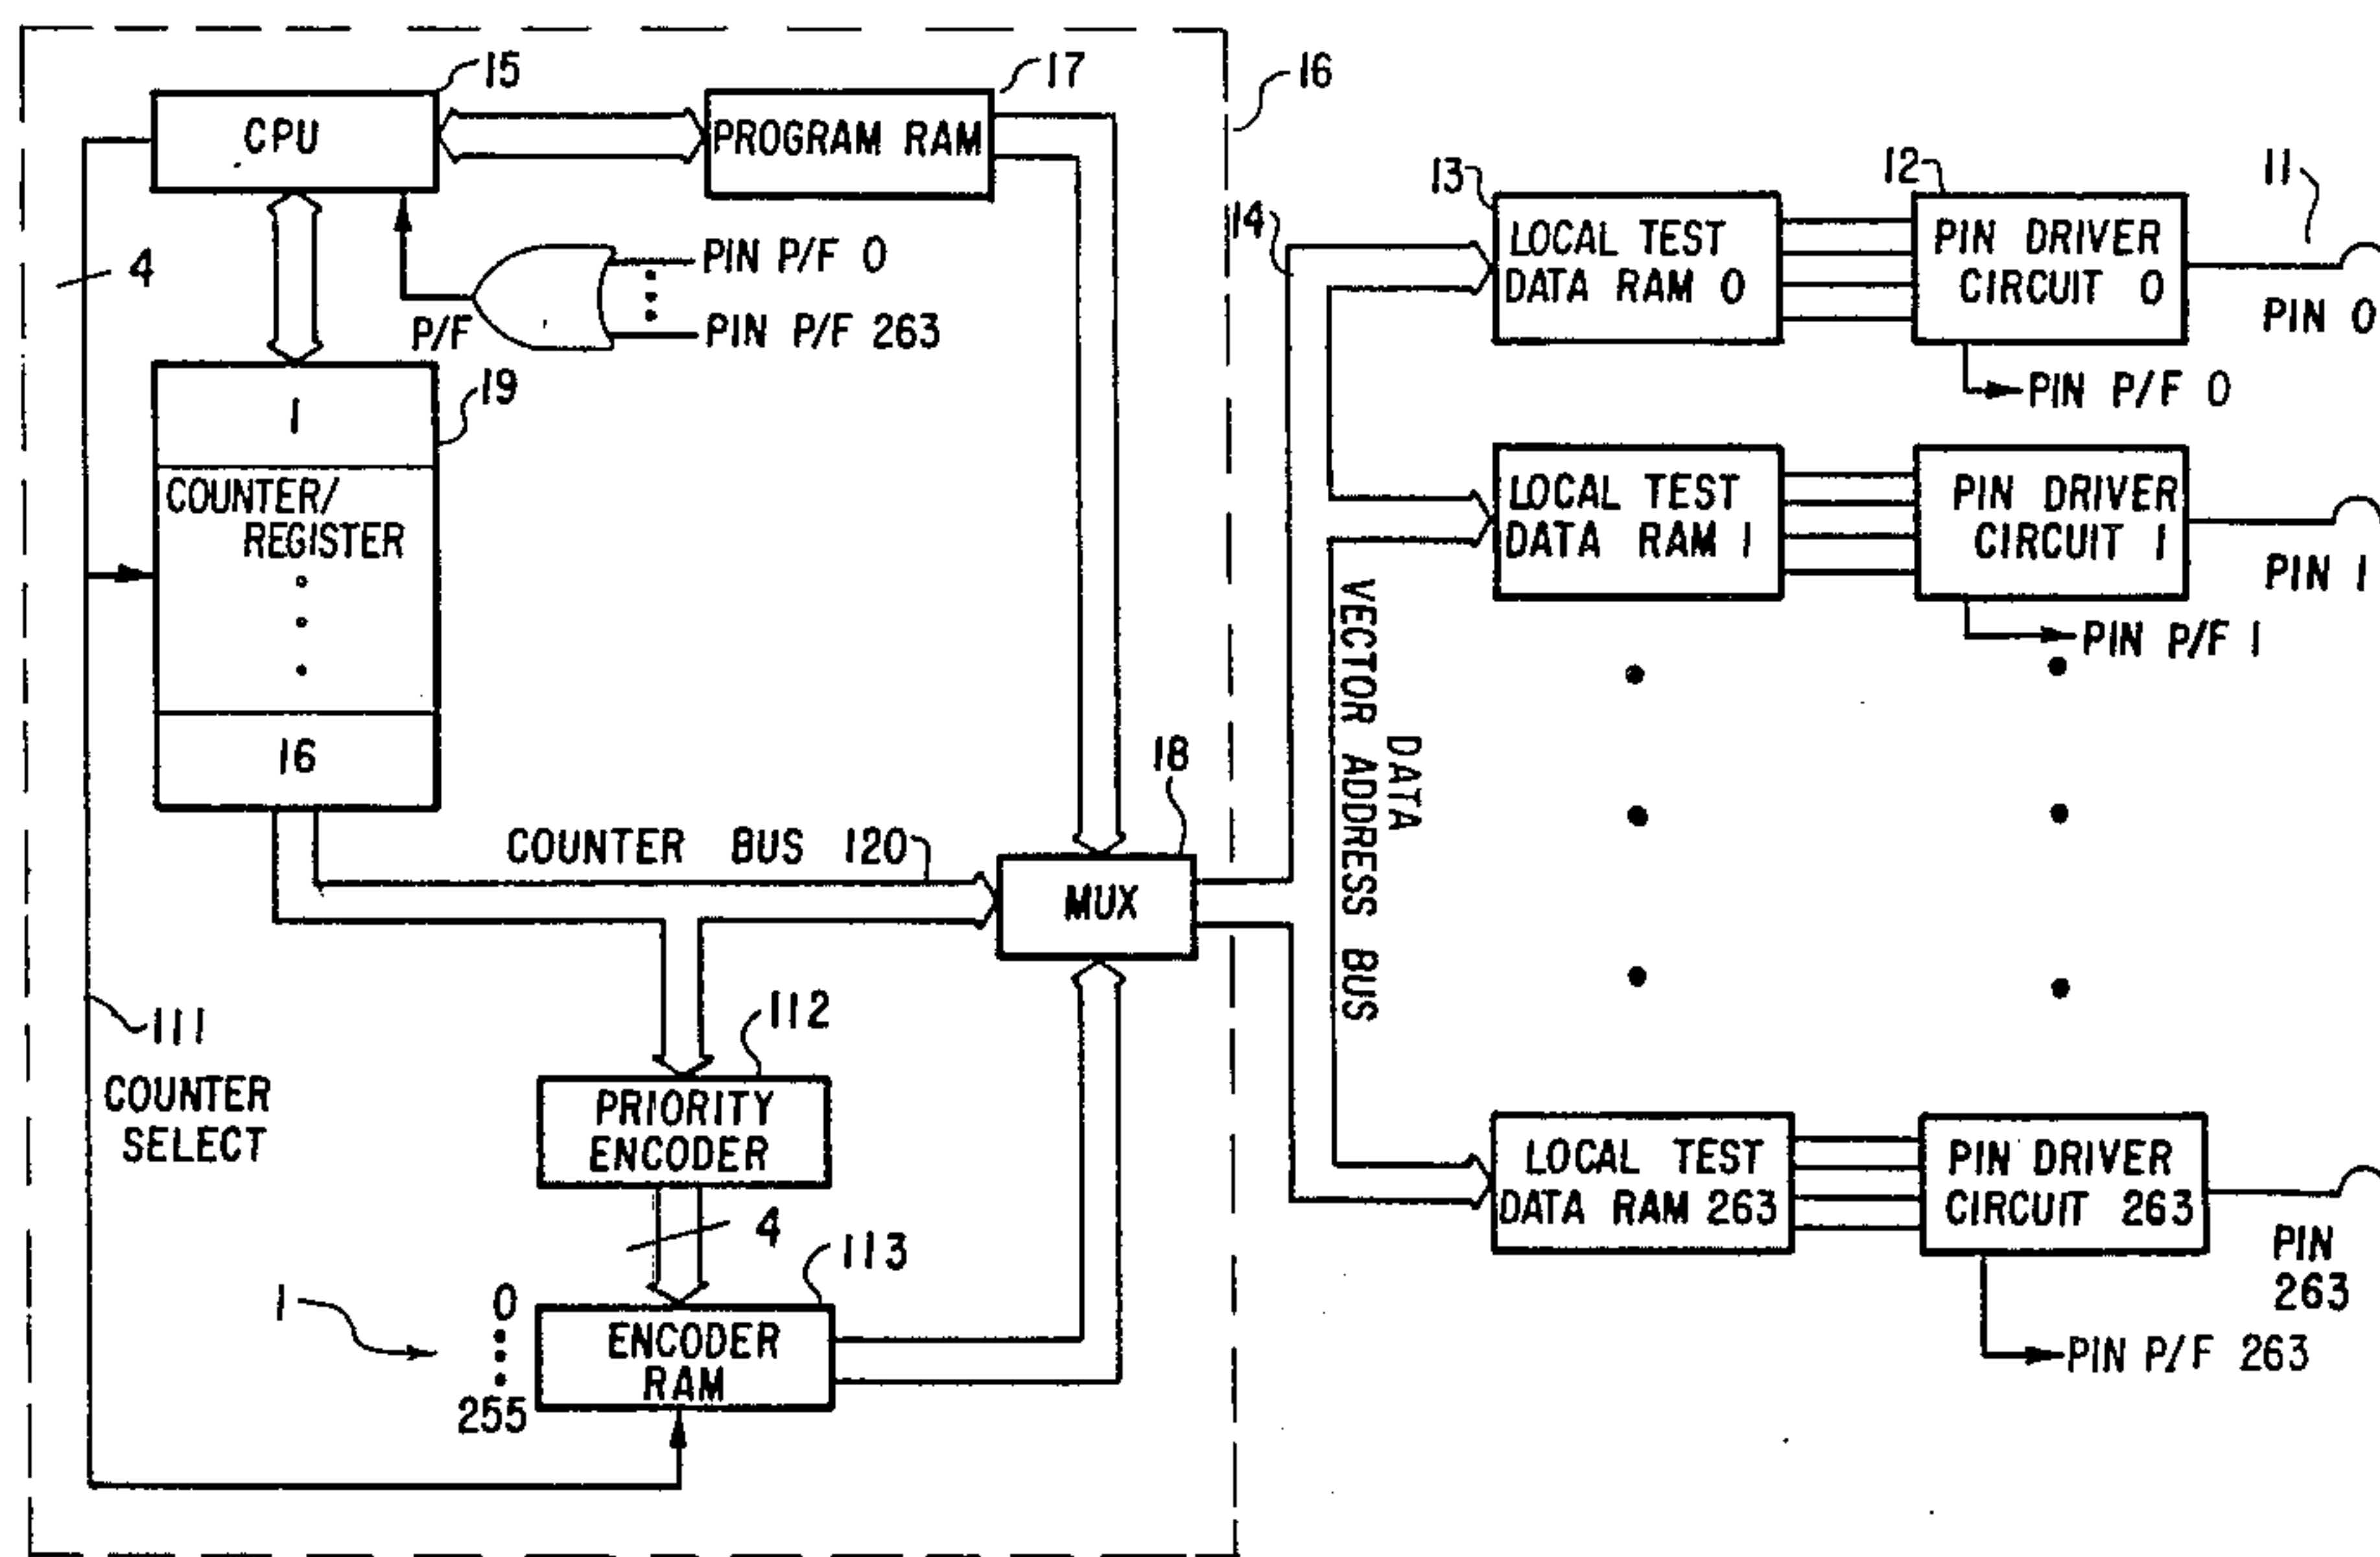 15
CPU
17
PROGRAM RAM
16
4
PIN P/F 0
P/F
PIN P/F 263
1
19
COUNTER/
REGISTER
16
COUNTER BUS 120
18
MUX
111
COUNTER
SELECT
112
PRIORITY
ENCODER
4
113
1
0
255
ENCODER
RAM
14
VECTOR ADDRESS BUS
DATA
13
LOCAL TEST
DATA RAM 0
12
PIN DRIVER
CIRCUIT 0
11
PIN 0
PIN P/F 0
LOCAL TEST
DATA RAM 1
PIN DRIVER
CIRCUIT 1
PIN 1
PIN P/F 1
LOCAL TEST
DATA RAM 263
PIN DRIVER
CIRCUIT 263
PIN
263
PIN P/F 263